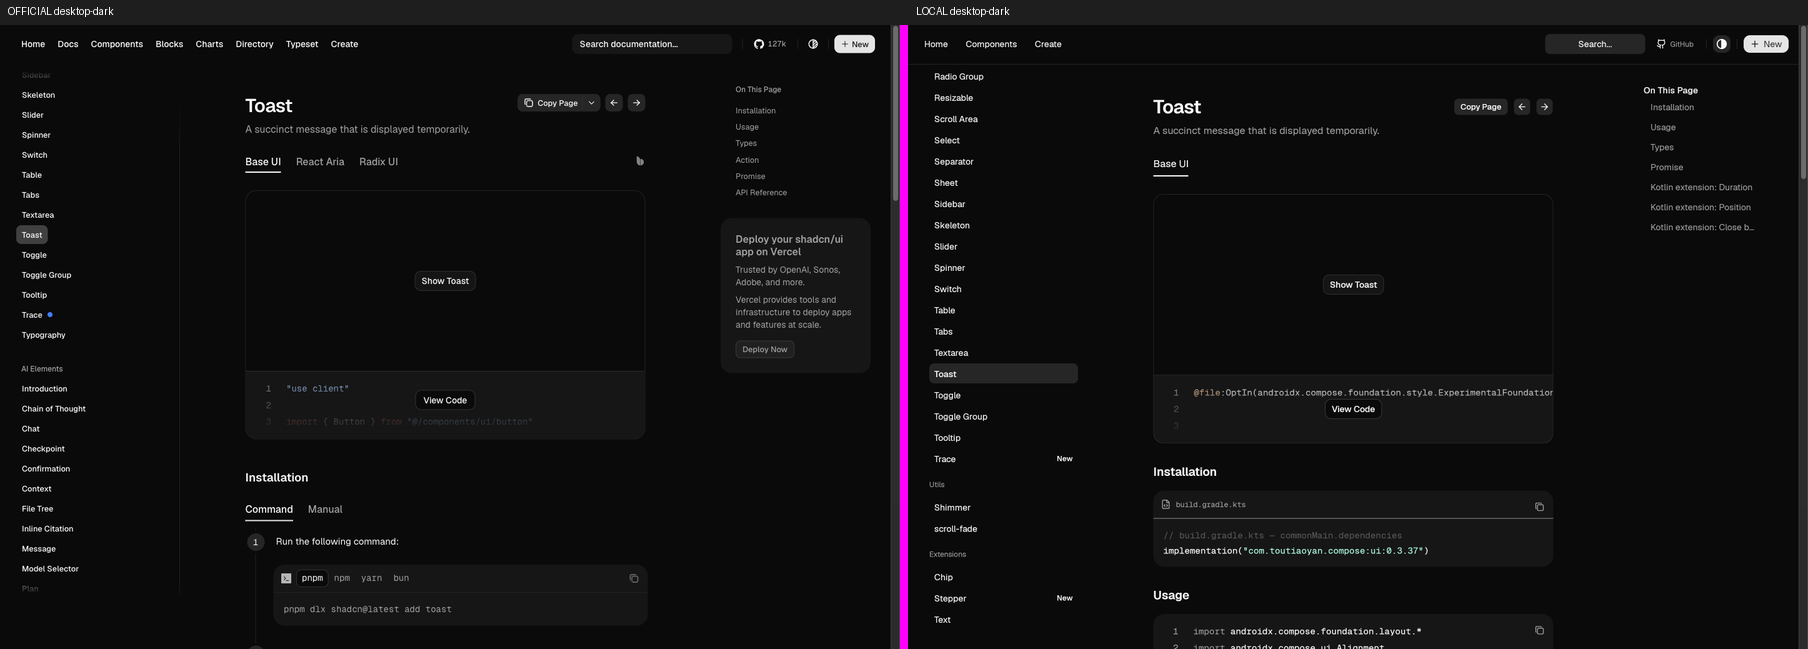 OFFICIAL desktop-dark
Home Docs Components Blocks Charts Directory Typeset Create
Search documentation...
127k
+ New
Sidebar
Skeleton
Slider
Spinner
Switch
Table
Tabs
Textarea
Toast
Toggle
Toggle Group
Tooltip
Trace
Typography
AI Elements
Introduction
Chain of Thought
Chat
Checkpoint
Confirmation
Context
File Tree
Inline Citation
Message
Model Selector
Plan
Toast
Copy Page
A succinct message that is displayed temporarily.
Base UI React Aria Radix UI
Show Toast
1 "use client"
2
View Code
3 import { Button } from "@/components/ui/button"
Installation
Command Manual
1 Run the following command:
pnpm npm yarn bun
pnpm dlx shadcn@latest add toast
On This Page
Installation
Usage
Types
Action
Promise
API Reference
Deploy your shadcn/ui
app on Vercel
Trusted by OpenAI, Sonos,
Adobe, and more.
Vercel provides tools and
infrastructure to deploy apps
and features at scale.
Deploy Now
LOCAL desktop-dark
Home Components Create
Search...
GitHub
+ New
Radio Group
Resizable
Scroll Area
Select
Separator
Sheet
Sidebar
Skeleton
Slider
Spinner
Switch
Table
Tabs
Textarea
Toast
Toggle
Toggle Group
Tooltip
Trace New
Utils
Shimmer
scroll-fade
Extensions
Chip
Stepper New
Text
Toast
Copy Page
A succinct message that is displayed temporarily.
Base UI
Show Toast
1 @file:OptIn(androidx.compose.foundation.style.ExperimentalFoundation
2
View Code
3
Installation
build.gradle.kts
// build.gradle.kts — commonMain.dependencies
implementation("com.toutiaoyan.compose:ui:0.3.37")
Usage
1 import androidx.compose.foundation.layout.*
2 import androidx.compose.ui.Alignment
On This Page
Installation
Usage
Types
Promise
Kotlin extension: Duration
Kotlin extension: Position
Kotlin extension: Close b...